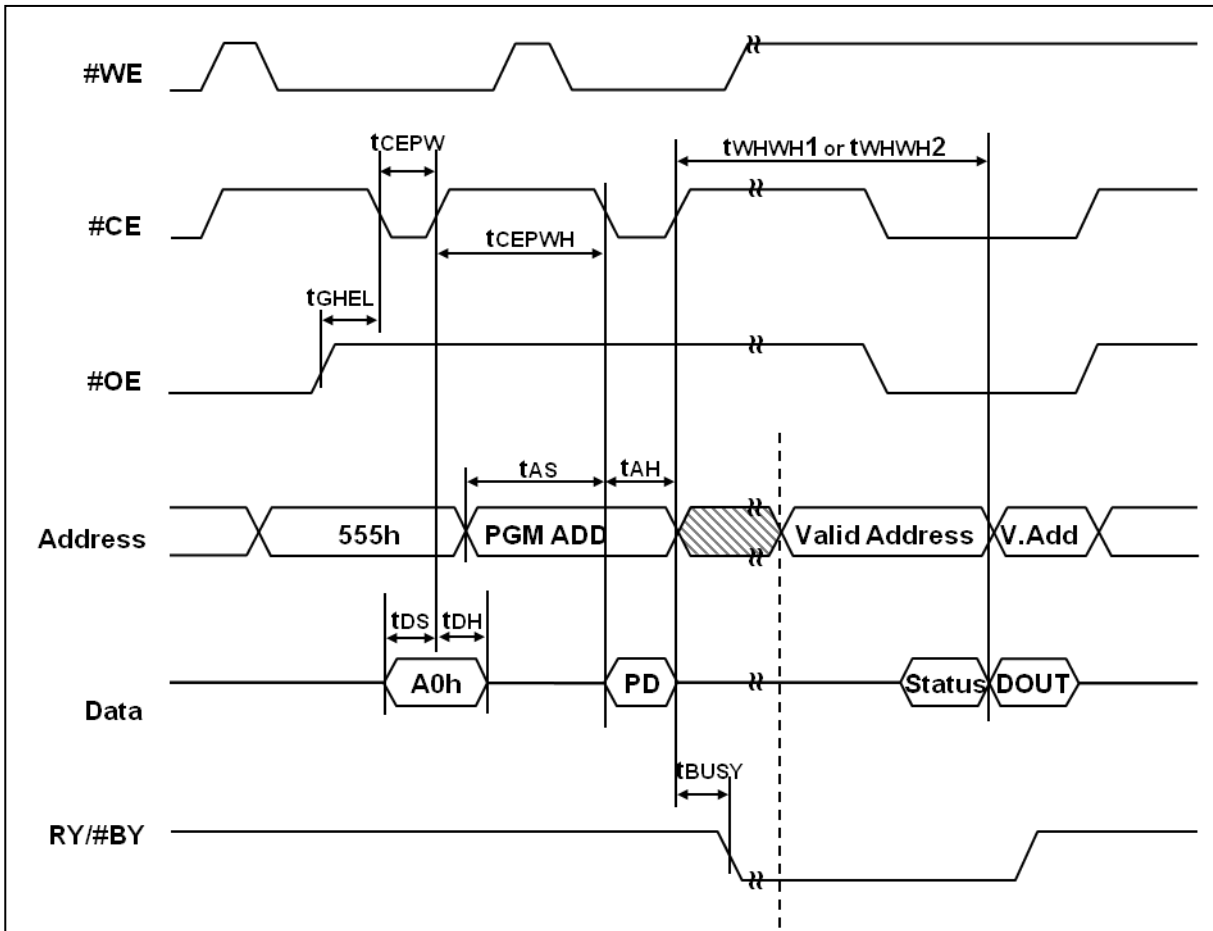 #WE
tCEPW
tWHWH1 or tWHWH2
#CE
tCEPWH
tGHEL
#OE
tAS
tAH
Address
555h
PGM ADD
Valid Address
V.Add
tDS
tDH
Data
A0h
PD
Status
DOUT
tBUSY
RY/#BY